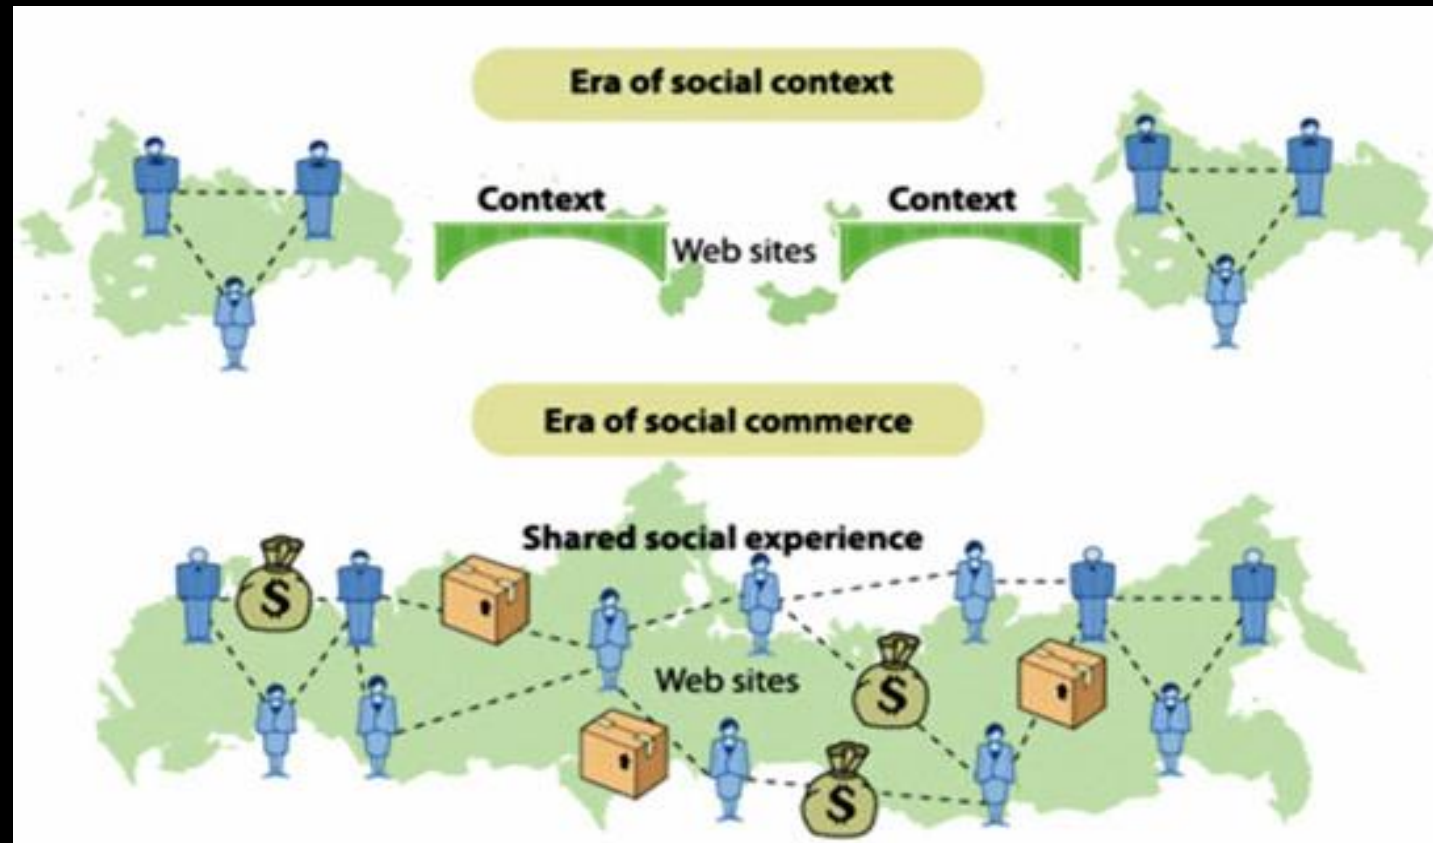 Era of social context
Context
Context
Web sites
Era of social commerce
Shared social experience
$
Web sites
$
$